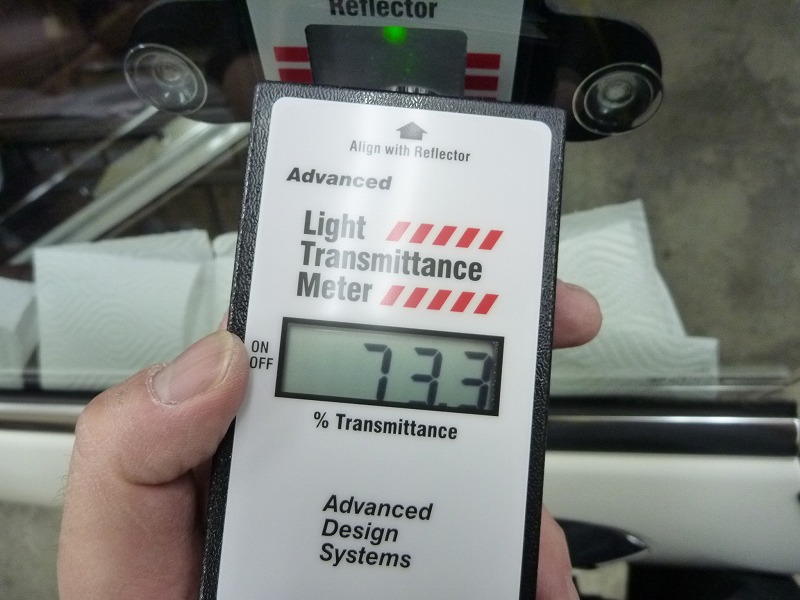 Reflector
Align with Reflector
Advanced
Light
Transmittance
Meter
ON
OFF
73.3
% Transmittance
Advanced
Design
Systems